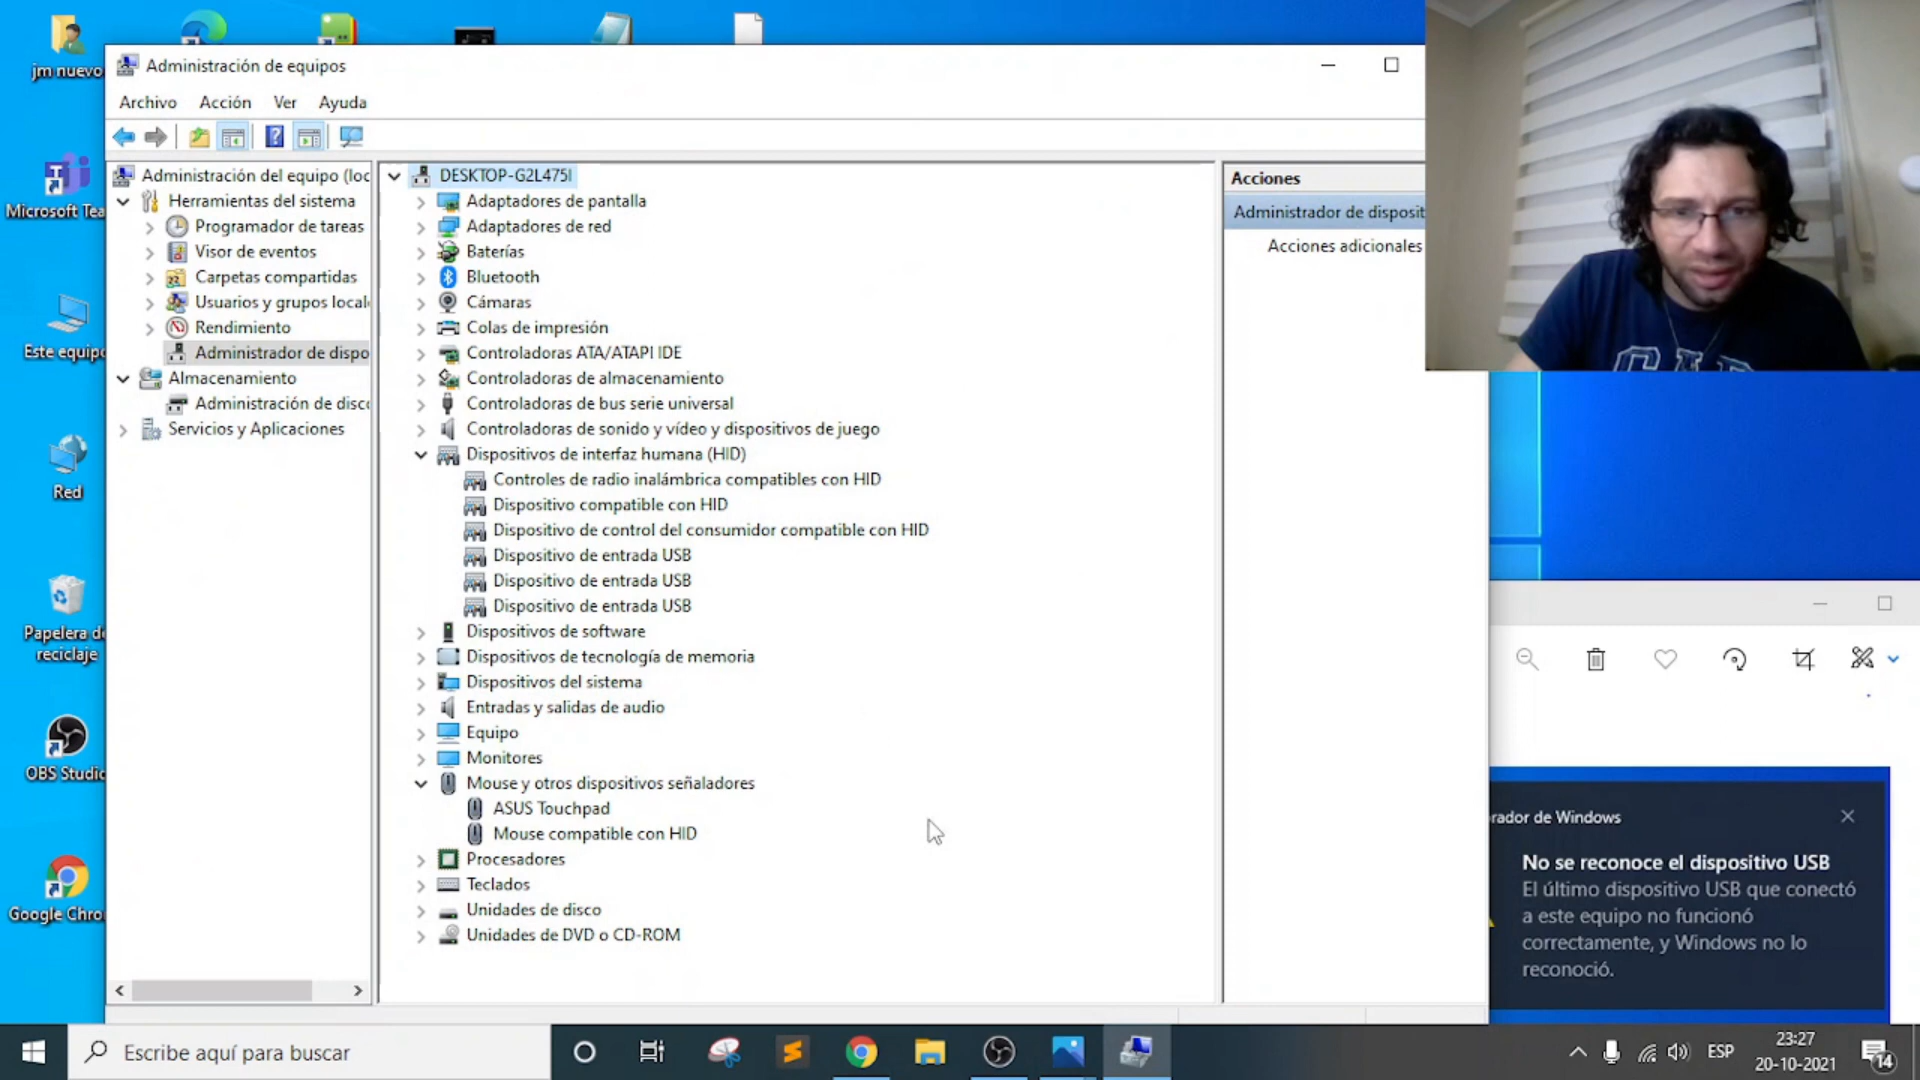 jm nuevo
Microsoft Tea
Este equipo
Red
Papelera de
reciclaje
OBS Studio
Google Chro
Administración de equipos
Archivo Acción Ver Ayuda
Administración del equipo (loc
Herramientas del sistema
Programador de tareas
Visor de eventos
Carpetas compartidas
Usuarios y grupos local
Rendimiento
Administrador de dispo
Almacenamiento
Administración de disco
Servicios y Aplicaciones
DESKTOP-G2L475I
Adaptadores de pantalla
Adaptadores de red
Baterías
Bluetooth
Cámaras
Colas de impresión
Controladoras ATA/ATAPI IDE
Controladoras de almacenamiento
Controladoras de bus serie universal
Controladoras de sonido y vídeo y dispositivos de juego
Dispositivos de interfaz humana (HID)
Controles de radio inalámbrica compatibles con HID
Dispositivo compatible con HID
Dispositivo de control del consumidor compatible con HID
Dispositivo de entrada USB
Dispositivo de entrada USB
Dispositivo de entrada USB
Dispositivos de software
Dispositivos de tecnología de memoria
Dispositivos del sistema
Entradas y salidas de audio
Equipo
Monitores
Mouse y otros dispositivos señaladores
ASUS Touchpad
Mouse compatible con HID
Procesadores
Teclados
Unidades de disco
Unidades de DVD o CD-ROM
Acciones
Administrador de disposit
Acciones adicionales
rador de Windows
No se reconoce el dispositivo USB
El último dispositivo USB que conectó
a este equipo no funcionó
correctamente, y Windows no lo
reconoció.
Escribe aquí para buscar
ESP
23:27
20-10-2021
14